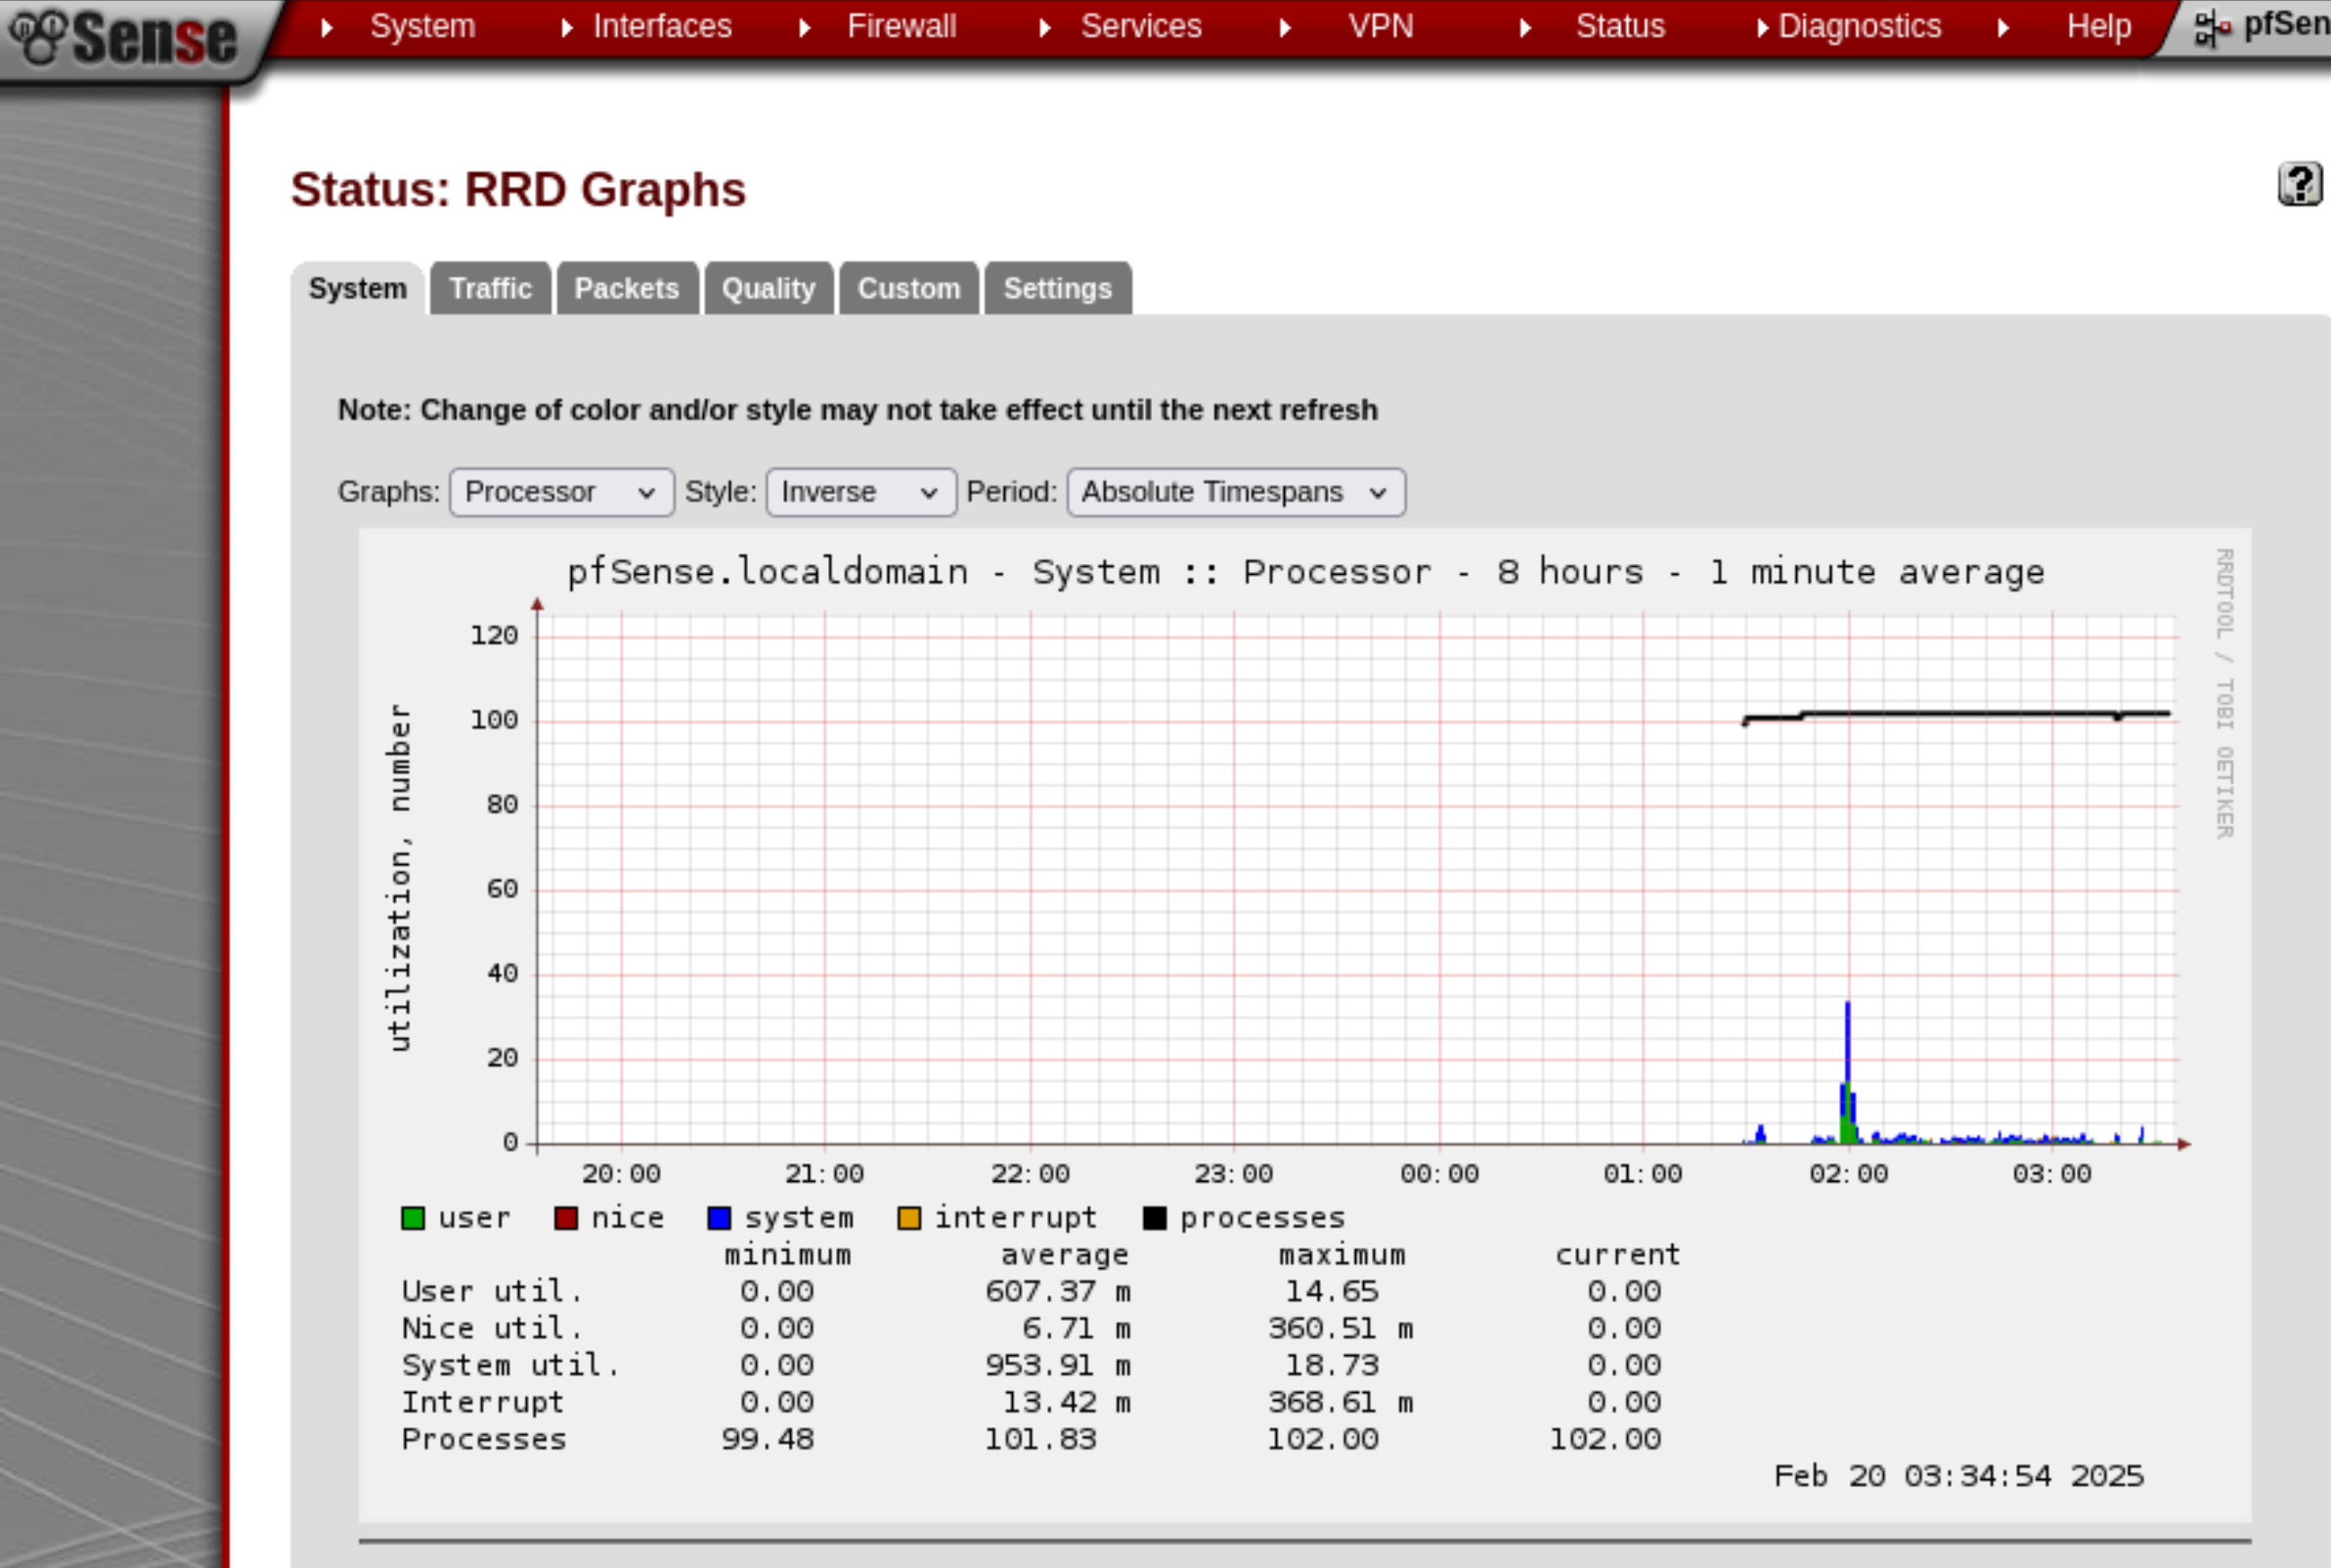 Sense System Interfaces Firewall Services VPN Status Diagnostics Help pfSen
Status: RRD Graphs
?
System Traffic Packets Quality Custom Settings
Note: Change of color and/or style may not take effect until the next refresh
Graphs: Processor Style: Inverse Period: Absolute Timespans
pfSense.localdomain - System :: Processor - 8 hours - 1 minute average
RRDTOOL / TOBI OETIKER
utilization, number
120
100
80
60
40
20
0
20:00 21:00 22:00 23:00 00:00 01:00 02:00 03:00
user nice system interrupt processes
minimum average maximum current
User util. 0.00 607.37 m 14.65 0.00
Nice util. 0.00 6.71 m 360.51 m 0.00
System util. 0.00 953.91 m 18.73 0.00
Interrupt 0.00 13.42 m 368.61 m 0.00
Processes 99.48 101.83 102.00 102.00
Feb 20 03:34:54 2025